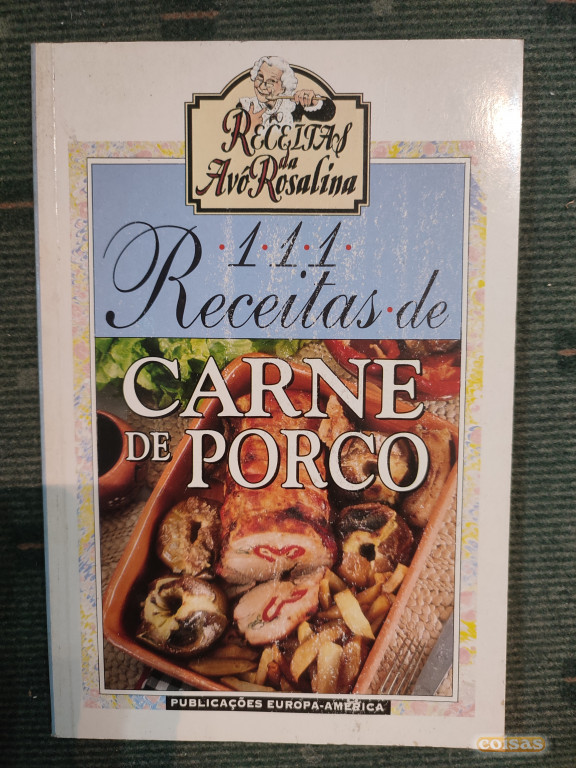 RECEITAS
da
Avó Rosalina
·1·1·1·
Receitas·de
CARNE
DE PORCO
PUBLICAÇÕES EUROPA-AMÉRICA
coisas